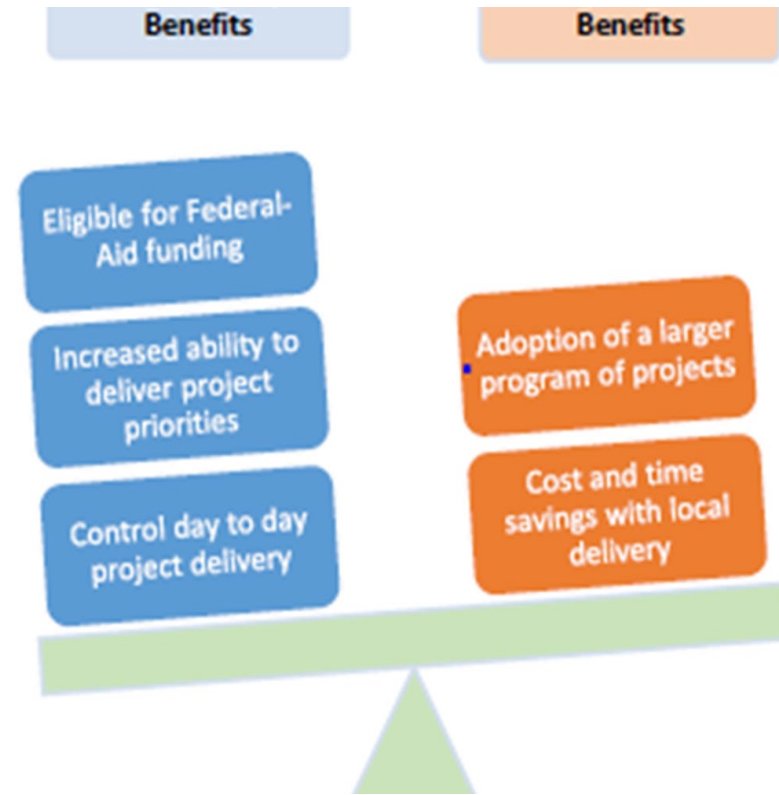 Benefits
Eligible for Federal-
Aid funding
Increased ability to
deliver project
priorities
Control day to day
project delivery
Benefits
Adoption of a larger
program of projects
Cost and time
savings with local
delivery